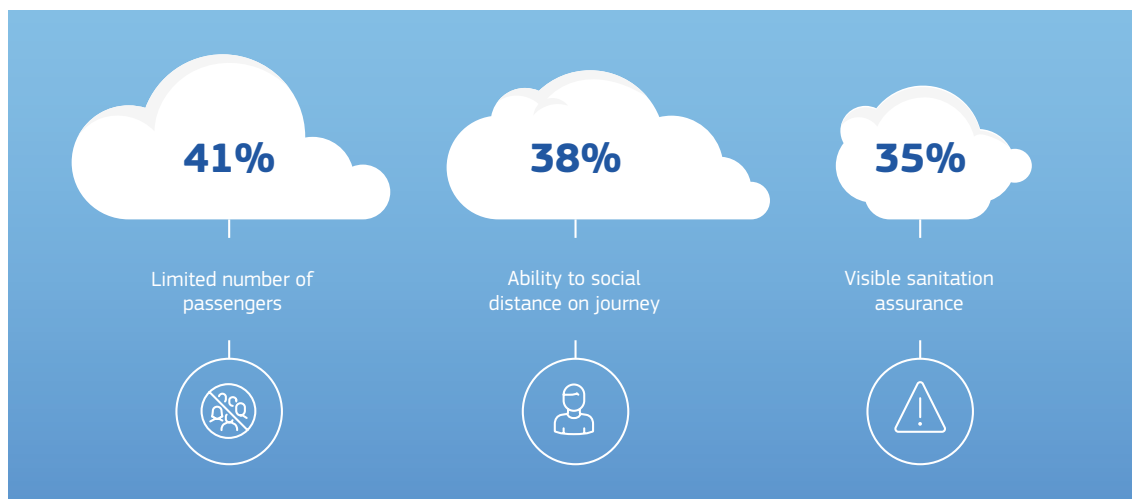 41%
38%
35%
Limited number of
passengers
Ability to social
distance on journey
Visible sanitation
assurance